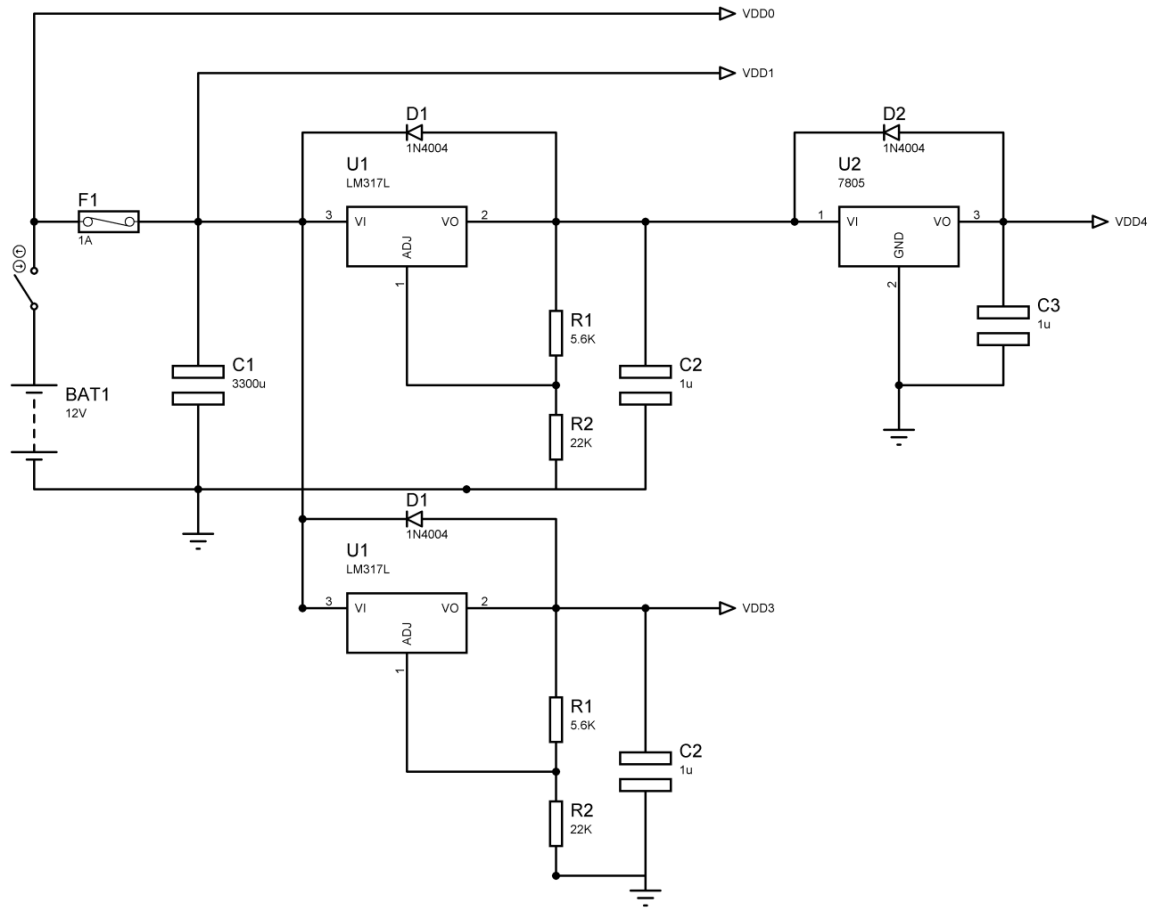 VDD0
VDD1
D1
1N4004
D2
1N4004
U1
LM317L
U2
7805
F1
1A
3
VI
VO
2
ADJ
1
1
VI
VO
3
GND
2
VDD4
R1
5.6K
C3
1u
C1
3300u
C2
1u
BAT1
12V
R2
22K
D1
1N4004
U1
LM317L
3
VI
VO
2
ADJ
1
VDD3
R1
5.6K
C2
1u
R2
22K